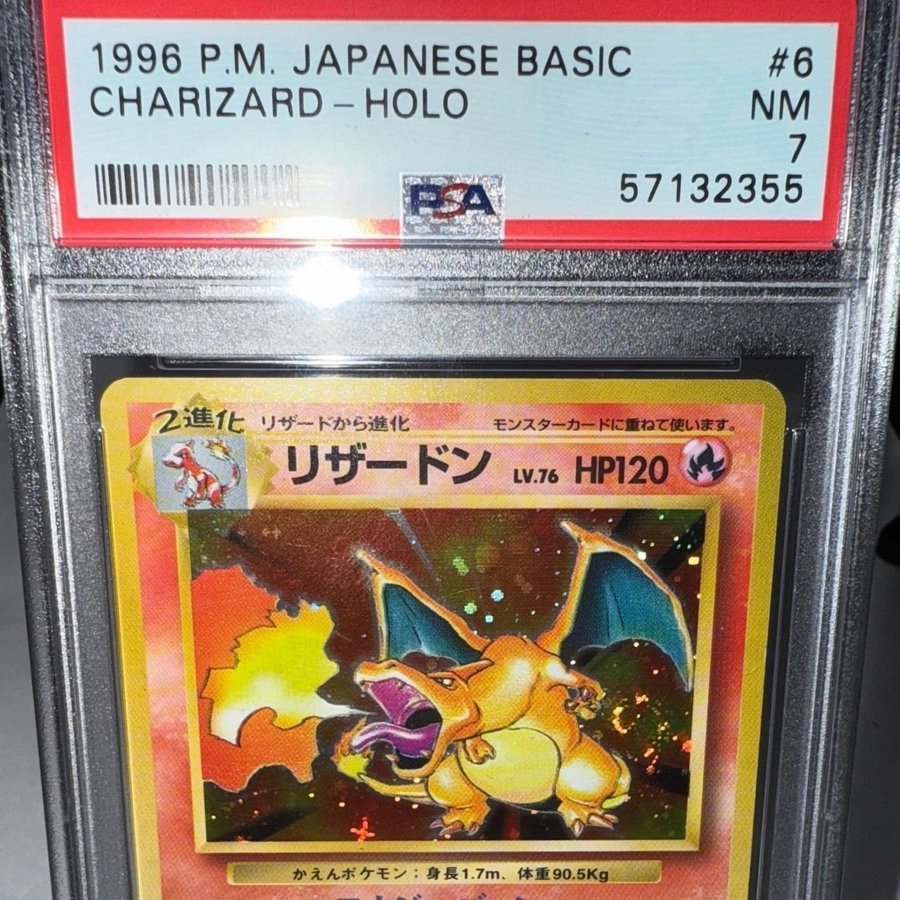 1996 P.M. JAPANESE BASIC #6
CHARIZARD – HOLO NM
7
57132355
PSA
2進化 リザードから進化 モンスターカードに重ねて使います。
リザードン LV.76 HP120
かえんポケモン：身長1.7m、体重90.5Kg